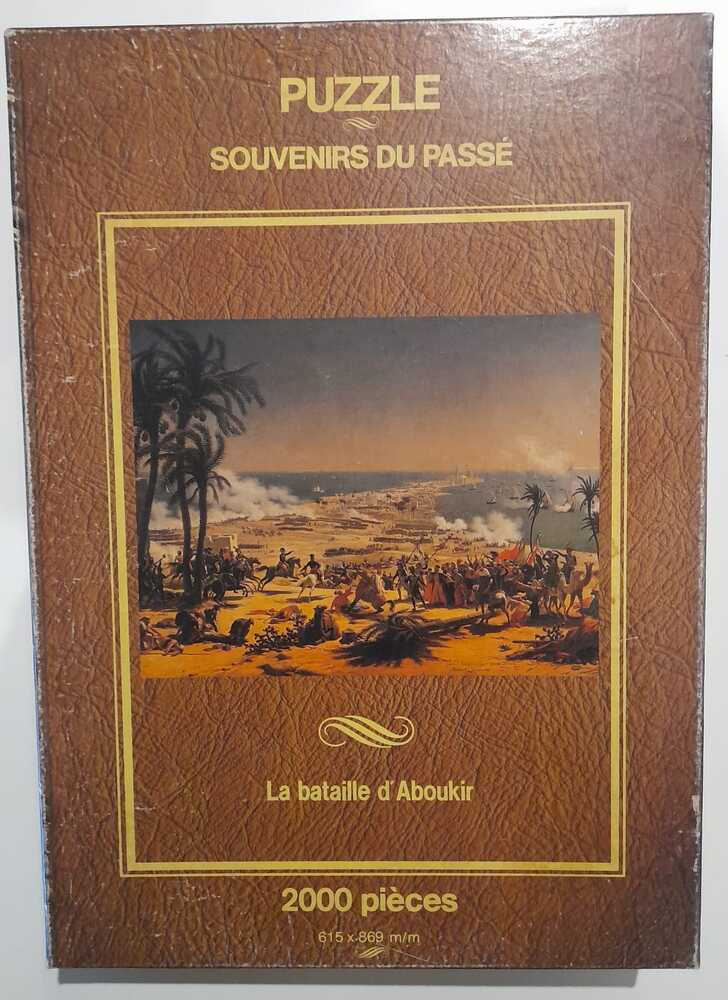 PUZZLE
SOUVENIRS DU PASSÉ
La bataille d'Aboukir
2000 pièces
615 x 869 m/m